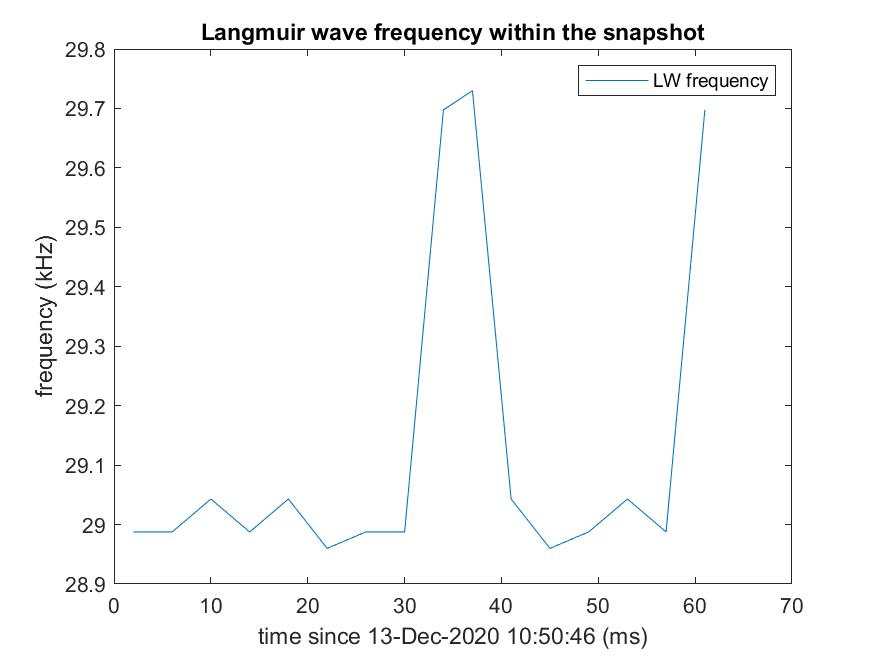 Langmuir wave frequency within the snapshot
LW frequency
29.8
29.7
29.6
29.5
29.4
29.3
29.2
29.1
29
28.9
frequency (kHz)
0 10 20 30 40 50 60 70
time since 13-Dec-2020 10:50:46 (ms)